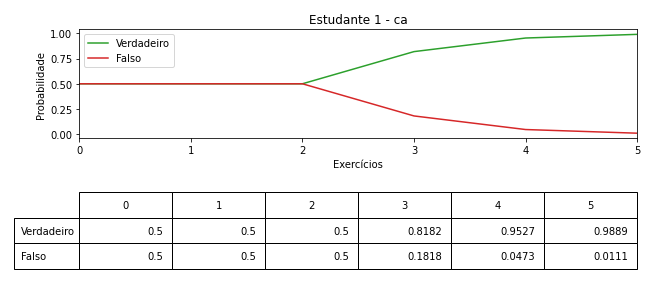 Estudante 1 - ca
1.00
0.75
0.50
0.25
0.00
Probabilidade
Verdadeiro
Falso
0 1 2 3 4 5
Exercícios
0 1 2 3 4 5
Verdadeiro 0.5 0.5 0.5 0.8182 0.9527 0.9889
Falso 0.5 0.5 0.5 0.1818 0.0473 0.0111